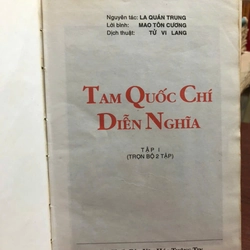 Nguyên tác: LA QUÁN TRUNG
Lời bình: MAO TÔN CƯƠNG
Dịch thuật: TỬ VI LANG
TAM QUỐC CHÍ
DIỄN NGHĨA
TẬP I
(TRỌN BỘ 2 TẬP)